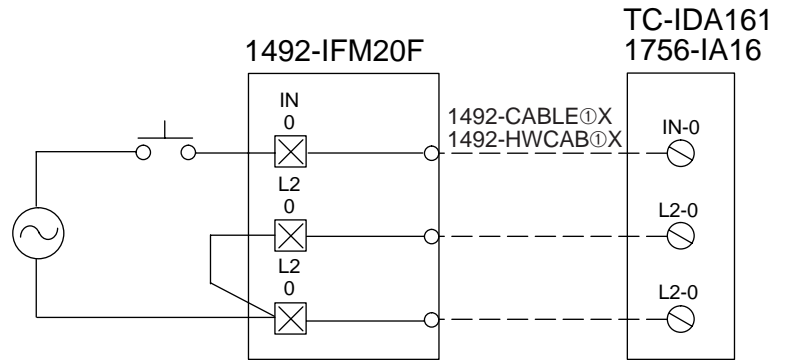 TC-IDA161
1492-IFM20F
1756-IA16
IN
0
1492-CABLE①X
1492-HWCAB①X
IN-0
L2
0
L2-0
L2
0
L2-0